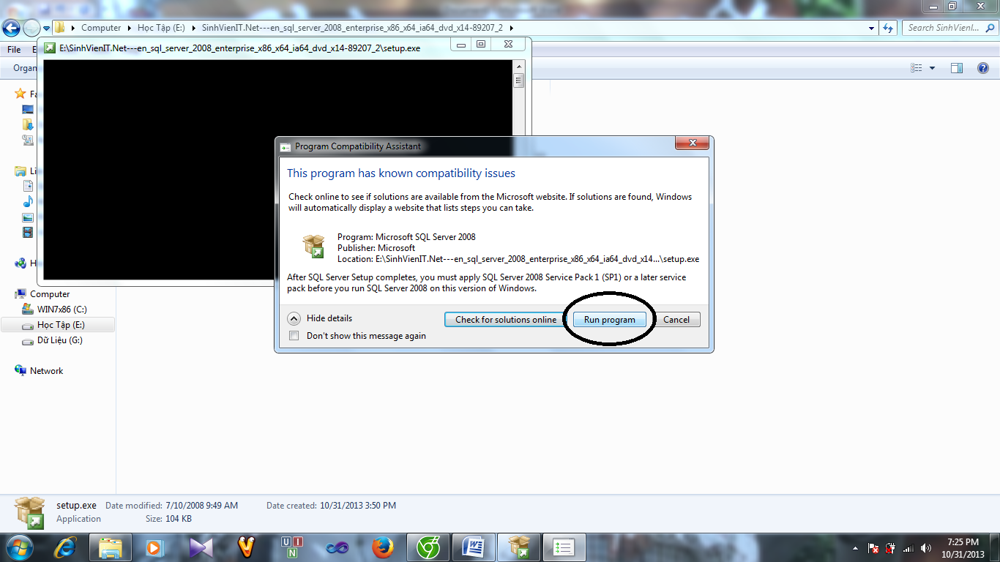 Computer ▸ Học Tập (E:) ▸ SinhVienIT.Net---en_sql_server_2008_enterprise_x86_x64_ia64_dvd_x14-89207_2 ▸
Search SinhVienI...
File E
E:\SinhVienIT.Net---en_sql_server_2008_enterprise_x86_x64_ia64_dvd_x14-89207_2\setup.exe
Organ
Fa
Li
H
Computer
WIN7x86 (C:)
Học Tập (E:)
Dữ Liệu (G:)
Network
Program Compatibility Assistant
This program has known compatibility issues
Check online to see if solutions are available from the Microsoft website. If solutions are found, Windows
will automatically display a website that lists steps you can take.
Program: Microsoft SQL Server 2008
Publisher: Microsoft
Location: E:\SinhVienIT.Net---en_sql_server_2008_enterprise_x86_x64_ia64_dvd_x14...\setup.exe
After SQL Server Setup completes, you must apply SQL Server 2008 Service Pack 1 (SP1) or a later service
pack before you run SQL Server 2008 on this version of Windows.
Hide details
Check for solutions online
Run program
Cancel
Don't show this message again
setup.exe Date modified: 7/10/2008 9:49 AM Date created: 10/31/2013 3:50 PM
Application Size: 104 KB
U I
N
7:25 PM
10/31/2013